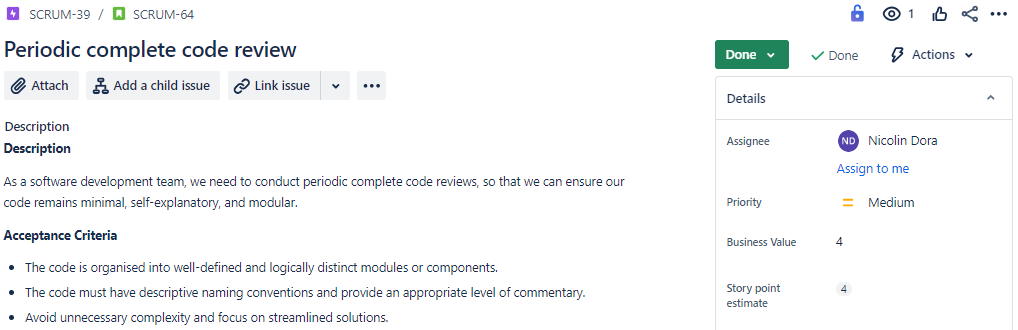 SCRUM-39 / SCRUM-64
1
Periodic complete code review
Done
Done
Actions
Attach
Add a child issue
Link issue
Details
Description
Description
Assignee
ND
Nicolin Dora
Assign to me
As a software development team, we need to conduct periodic complete code reviews, so that we can ensure our
code remains minimal, self-explanatory, and modular.
Priority
Medium
Acceptance Criteria
Business Value
4
• The code is organised into well-defined and logically distinct modules or components.
• The code must have descriptive naming conventions and provide an appropriate level of commentary.
• Avoid unnecessary complexity and focus on streamlined solutions.
Story point
estimate
4